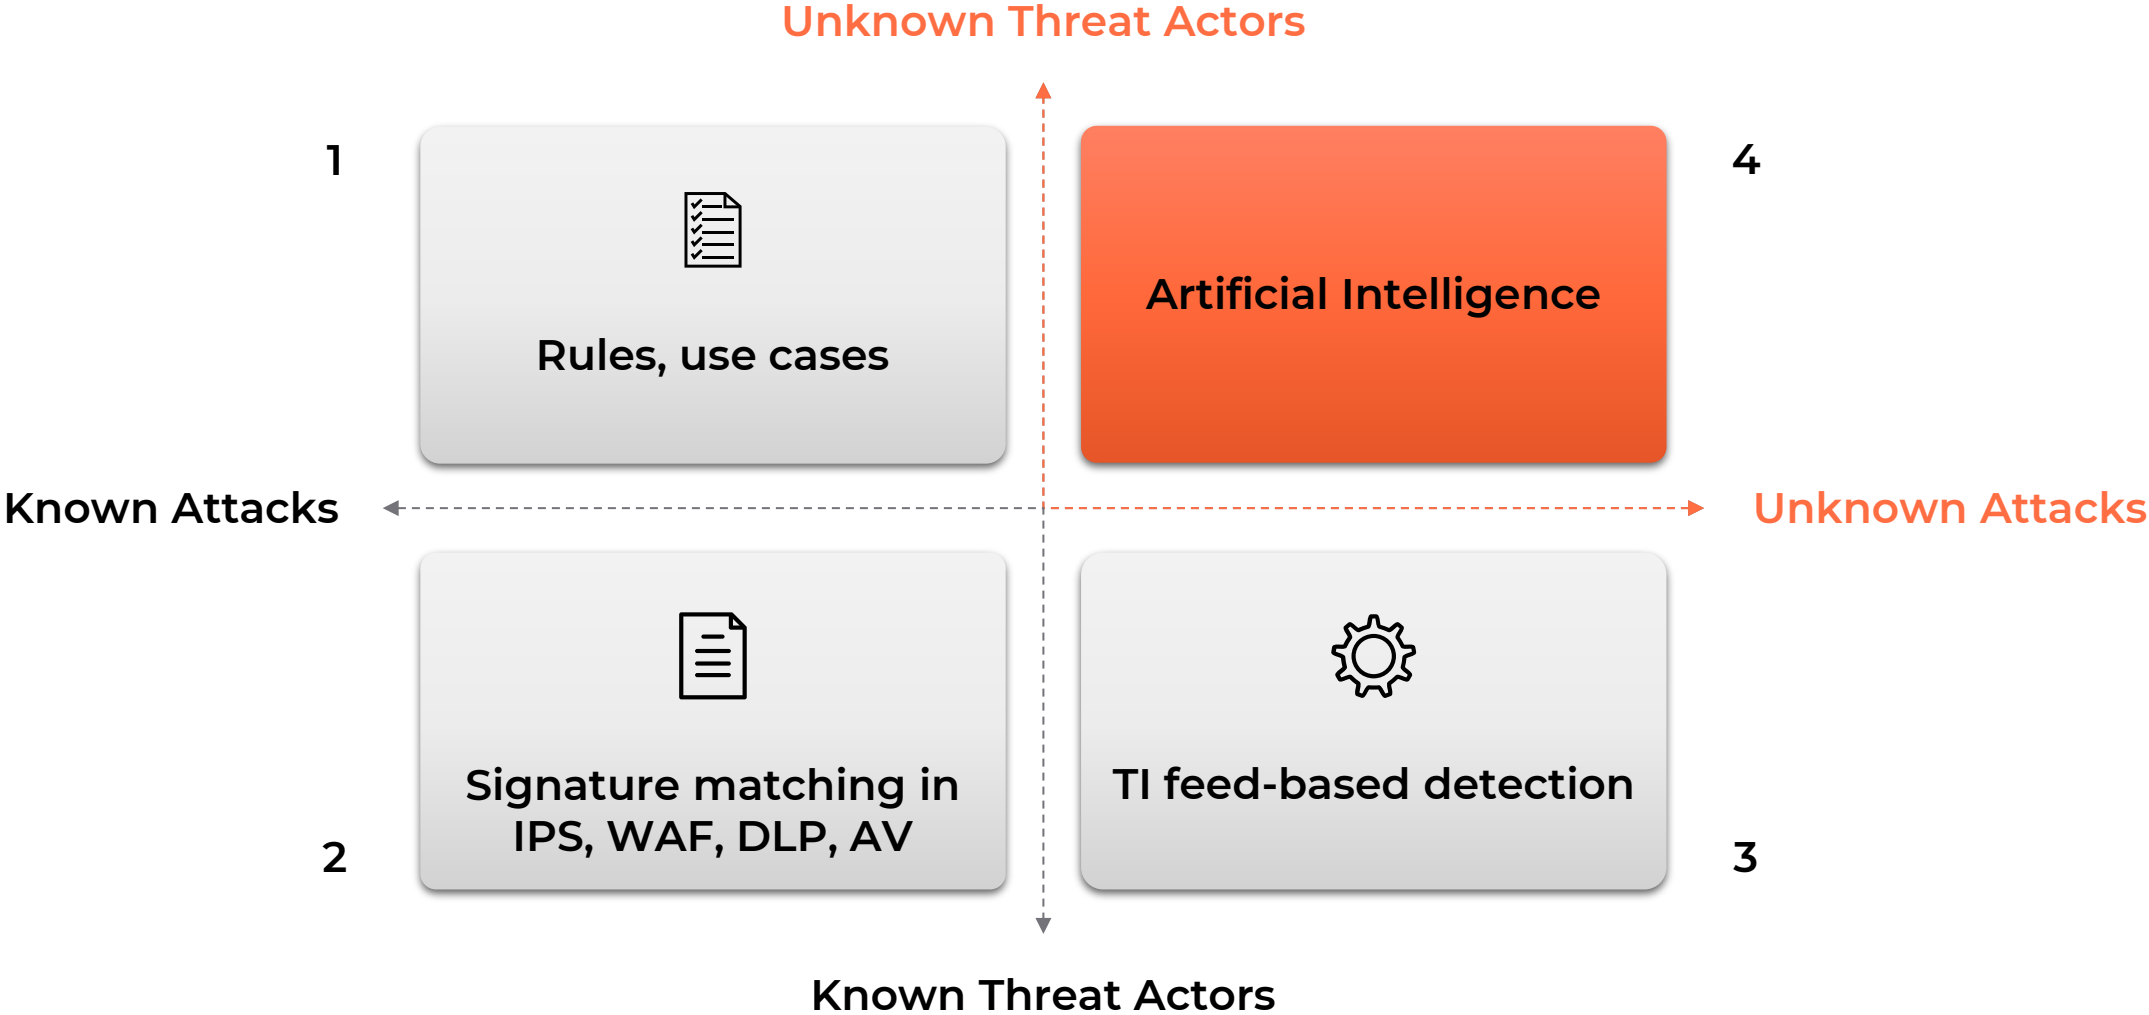 Unknown Threat Actors
1
4
Rules, use cases
Artificial Intelligence
Known Attacks
Unknown Attacks
Signature matching in
IPS, WAF, DLP, AV
TI feed-based detection
2
3
Known Threat Actors